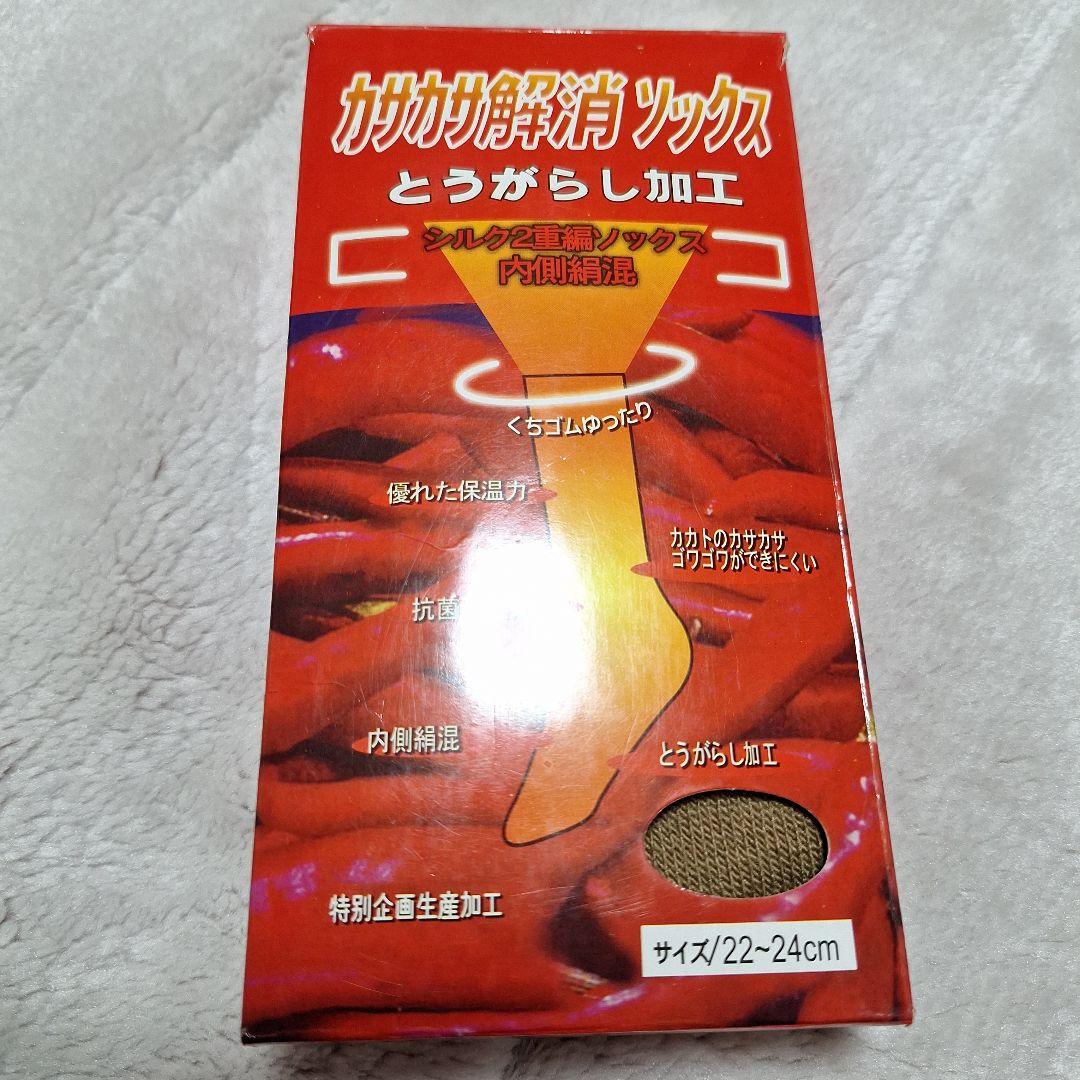 カサカサ解消ソックス
とうがらし加工
シルク2重編ソックス
内側絹混
くちゴムゆったり
優れた保温力
カカトのカサカサ
ゴワゴワができにくい
抗菌
内側絹混
とうがらし加工
特別企画生産加工
サイズ/22~24cm